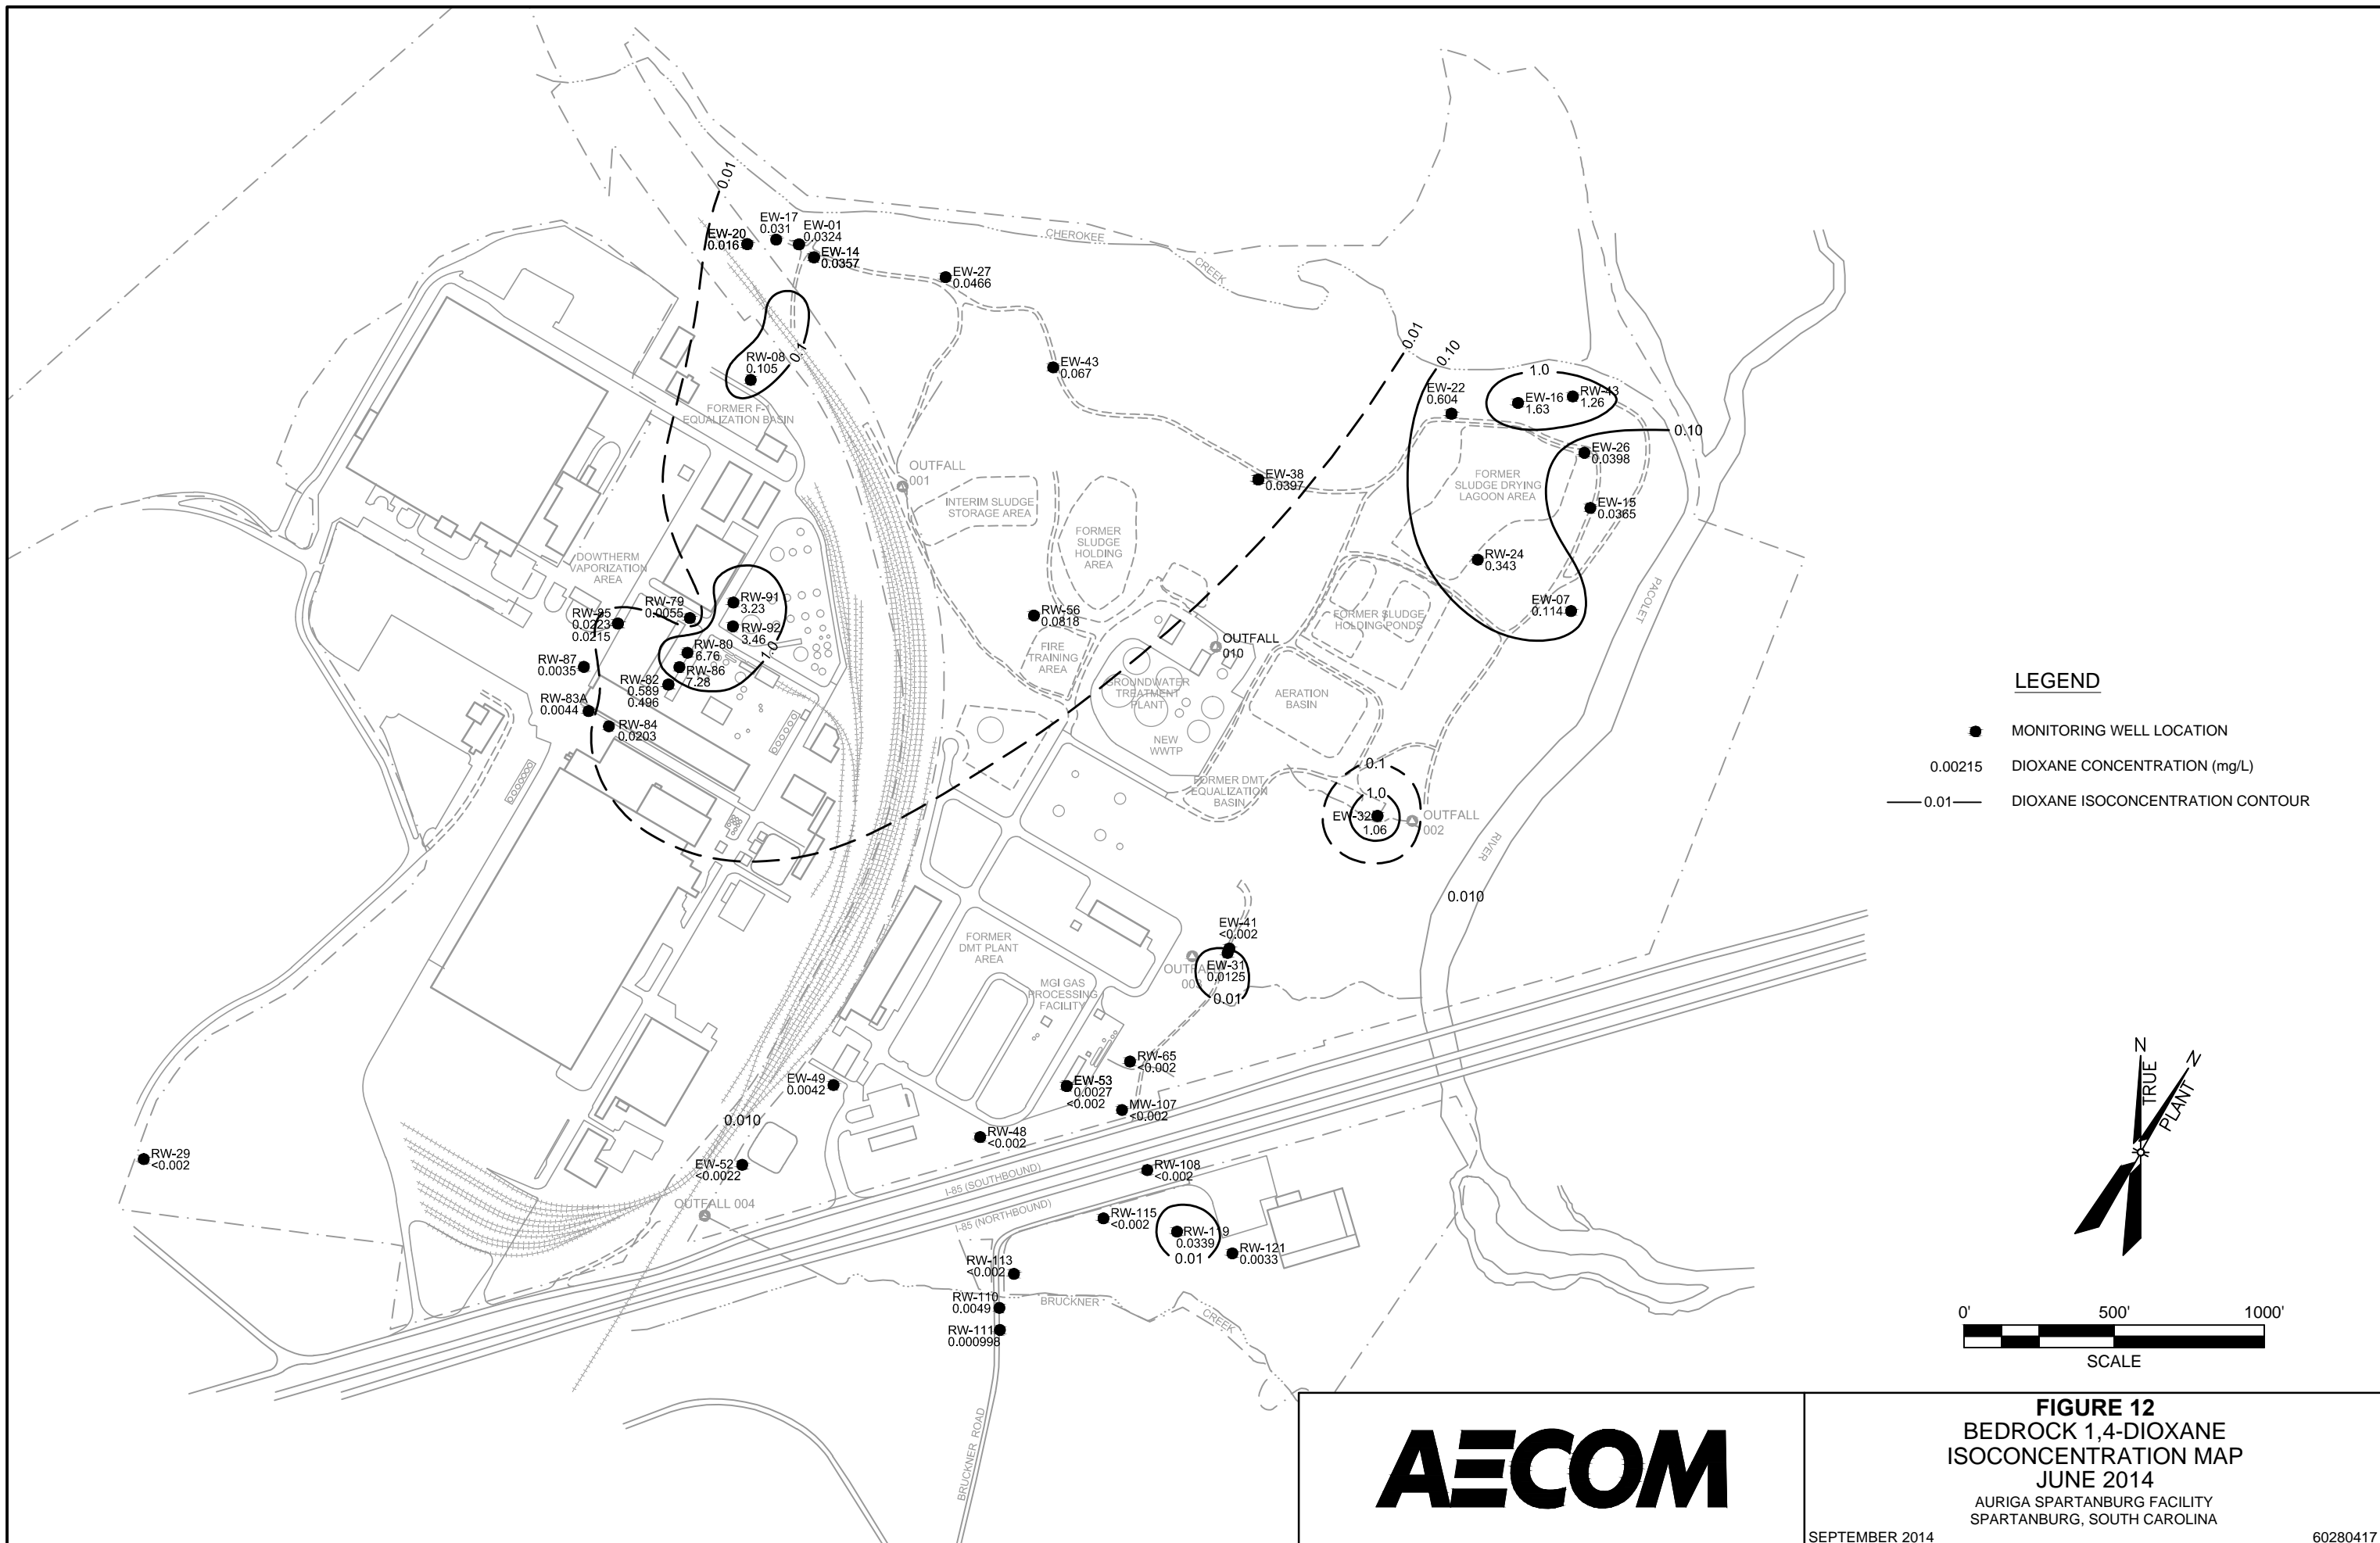 0.01
EW-17
0.031
EW-01
0.0324
EW-20
0.016
EW-14
0.0357
CHEROKEE
CREEK
EW-27
0.0466
0.1
RW-08
0.105
FORMER F-1
EQUALIZATION BASIN
EW-43
0.067
0.01
0.10
EW-22
0.604
1.0
EW-16
1.63
RW-43
1.26
0.10
EW-26
0.0398
FORMER
SLUDGE DRYING
LAGOON AREA
EW-15
0.0365
OUTFALL
001
EW-38
0.0397
INTERIM SLUDGE
STORAGE AREA
FORMER
SLUDGE
HOLDING
AREA
DOWTHERM
VAPORIZATION
AREA
RW-24
0.343
EW-07
0.114
PACOLET
RW-79
0.0055
RW-91
3.23
RW-85
0.0223
0.0215
RW-92
3.46
RW-56
0.0818
FORMER SLUDGE
HOLDING PONDS
1.0
RW-80
6.76
RW-87
0.0035
RW-86
7.28
RW-82
0.589
0.496
FIRE
TRAINING
AREA
OUTFALL
010
RW-83A
0.0044
RW-84
0.0203
GROUNDWATER
TREATMENT
PLANT
AERATION
BASIN
NEW
WWTP
FORMER DMT
EQUALIZATION
BASIN
0.1
1.0
EW-32
1.06
OUTFALL
002
RIVER
0.010
LEGEND
MONITORING WELL LOCATION
0.00215 DIOXANE CONCENTRATION (mg/L)
0.01 DIOXANE ISOCONCENTRATION CONTOUR
EW-41
<0.002
FORMER
DMT PLANT
AREA
OUTFALL
003
EW-31
0.0125
0.01
MGI GAS
PROCESSING
FACILITY
RW-65
<0.002
EW-49
0.0042
EW-53
0.0027
<0.002
MW-107
<0.002
0.010
RW-48
<0.002
RW-29
<0.002
EW-52
<0.0022
OUTFALL 004
I-85 (SOUTHBOUND)
I-85 (NORTHBOUND)
RW-108
<0.002
RW-115
<0.002
RW-119
0.0339
0.01
RW-121
0.0033
RW-113
<0.002
RW-110
0.0049
BRUCKNER
CREEK
RW-111
0.000998
BRUCKNER ROAD
N
TRUE
N
PLANT
0' 500' 1000'
SCALE
AECOM
FIGURE 12
BEDROCK 1,4-DIOXANE
ISOCONCENTRATION MAP
JUNE 2014
AURIGA SPARTANBURG FACILITY
SPARTANBURG, SOUTH CAROLINA
SEPTEMBER 2014
60280417